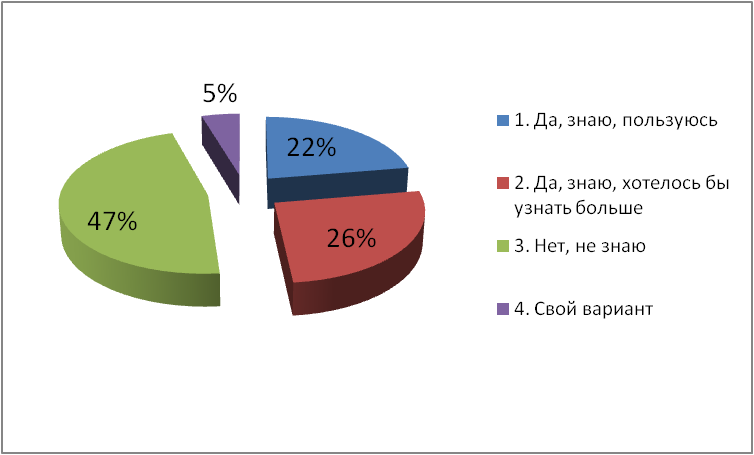 5%
22%
47%
26%
1. Да, знаю, пользуюсь
2. Да, знаю, хотелось бы
узнать больше
3. Нет, не знаю
4. Свой вариант